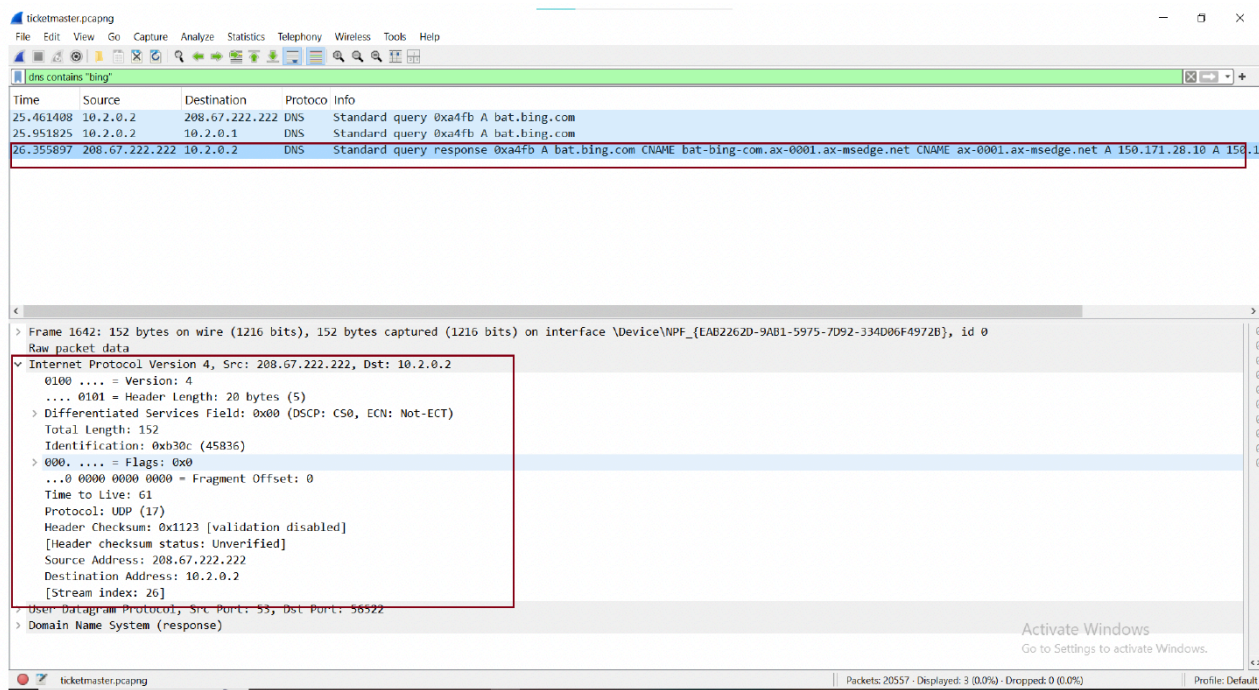 ticketmaster.pcapng
File Edit View Go Capture Analyze Statistics Telephony Wireless Tools Help
dns contains "bing"
Time Source Destination Protoco Info
25.461408 10.2.0.2 208.67.222.222 DNS Standard query 0xa4fb A bat.bing.com
25.951825 10.2.0.2 10.2.0.1 DNS Standard query 0xa4fb A bat.bing.com
26.355897 208.67.222.222 10.2.0.2 DNS Standard query response 0xa4fb A bat.bing.com CNAME bat-bing-com.ax-0001.ax-msedge.net CNAME ax-0001.ax-msedge.net A 150.171.28.10 A 150.1
> Frame 1642: 152 bytes on wire (1216 bits), 152 bytes captured (1216 bits) on interface \Device\NPF_{EAB2262D-9AB1-5975-7D92-334D06F4972B}, id 0
Raw packet data
Internet Protocol Version 4, Src: 208.67.222.222, Dst: 10.2.0.2
0100 .... = Version: 4
.... 0101 = Header Length: 20 bytes (5)
> Differentiated Services Field: 0x00 (DSCP: CS0, ECN: Not-ECT)
Total Length: 152
Identification: 0xb30c (45836)
> 000. .... = Flags: 0x0
...0 0000 0000 0000 = Fragment Offset: 0
Time to Live: 61
Protocol: UDP (17)
Header Checksum: 0x1123 [validation disabled]
[Header checksum status: Unverified]
Source Address: 208.67.222.222
Destination Address: 10.2.0.2
[Stream index: 26]
> User Datagram Protocol, Src Port: 53, Dst Port: 56522
> Domain Name System (response)
Activate Windows
Go to Settings to activate Windows.
ticketmaster.pcapng
Packets: 20557 · Displayed: 3 (0.0%) · Dropped: 0 (0.0%)
Profile: Default